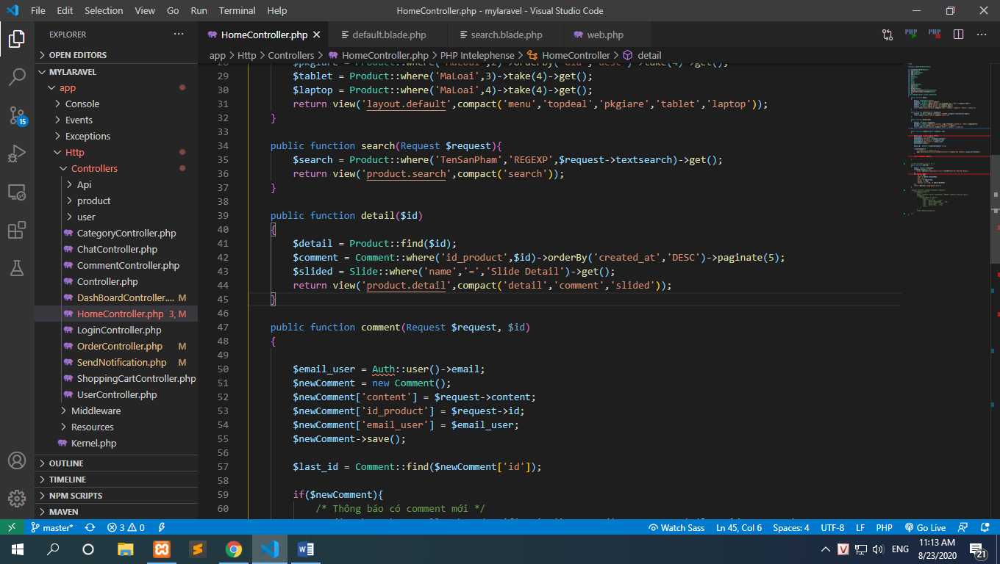 File Edit Selection View Go Run Terminal Help
HomeController.php - mylaravel - Visual Studio Code
EXPLORER
OPEN EDITORS
MYLARAVEL
app
Console
Events
Exceptions
Http
Controllers
Api
product
user
CategoryController.php
ChatController.php
CommentController.php
Controller.php
DashBoardController.... M
HomeController.php 3, M
LoginController.php
OrderController.php M
SendNotification.php M
ShoppingCartController.php
UserController.php
Middleware
Resources
Kernel.php
OUTLINE
TIMELINE
NPM SCRIPTS
MAVEN
15
HomeController.php default.blade.php search.blade.php web.php
PHP PHP
app > Http > Controllers > HomeController.php > PHP Intelephense > HomeController > detail
29 $tablet = Product::where('MaLoai',3)->take(4)->get();
30 $laptop = Product::where('MaLoai',4)->take(4)->get();
31 return view('layout.default',compact('menu','topdeal','pkgiare','tablet','laptop'));
32 }
33
34 public function search(Request $request){
35 $search = Product::where('TenSanPham','REGEXP',$request->textsearch)->get();
36 return view('product.search',compact('search'));
37 }
38
39 public function detail($id)
40 {
41 $detail = Product::find($id);
42 $comment = Comment::where('id_product',$id)->orderBy('created_at','DESC')->paginate(5);
43 $slided = Slide::where('name','=','Slide Detail')->get();
44 return view('product.detail',compact('detail','comment','slided'));
45 }
46
47 public function comment(Request $request, $id)
48 {
49
50 $email_user = Auth::user()->email;
51 $newComment = new Comment();
52 $newComment['content'] = $request->content;
53 $newComment['id_product'] = $request->id;
54 $newComment['email_user'] = $email_user;
55 $newComment->save();
56
57 $last_id = Comment::find($newComment['id']);
58
59 if($newComment){
60 /* Thông báo có comment mới */
master* 3 0 Watch Sass Ln 45, Col 6 Spaces: 4 UTF-8 LF PHP Go Live
ENG
11:13 AM
8/23/2020
21